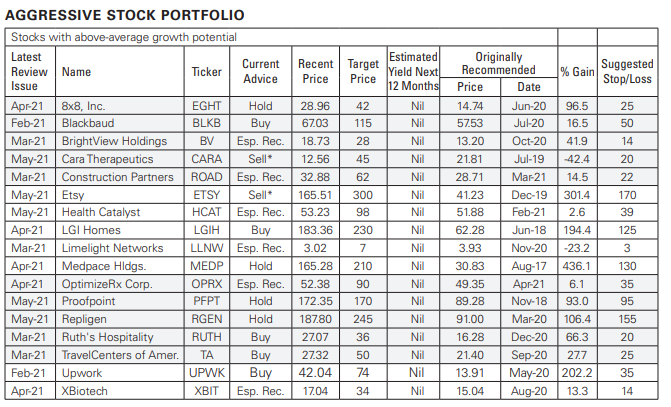 AGGRESSIVE STOCK PORTFOLIO
Stocks with above-average growth potential
Latest Review Issue Name Ticker Current Advice Recent Price Target Price Estimated Yield Next 12 Months Originally Recommended Price Date % Gain Suggested Stop/Loss
Apr-21 8x8, Inc. EGHT Hold 28.96 42 Nil 14.74 Jun-20 96.5 25
Feb-21 Blackbaud BLKB Buy 67.03 115 Nil 57.53 Jul-20 16.5 50
Mar-21 BrightView Holdings BV Esp. Rec. 18.73 28 Nil 13.20 Oct-20 41.9 14
May-21 Cara Therapeutics CARA Sell* 12.56 45 Nil 21.81 Jul-19 -42.4 20
Mar-21 Construction Partners ROAD Esp. Rec. 32.88 62 Nil 28.71 Mar-21 14.5 22
May-21 Etsy ETSY Sell* 165.51 300 Nil 41.23 Dec-19 301.4 170
May-21 Health Catalyst HCAT Esp. Rec. 53.23 98 Nil 51.88 Feb-21 2.6 39
Apr-21 LGI Homes LGIH Buy 183.36 230 Nil 62.28 Jun-18 194.4 125
Mar-21 Limelight Networks LLNW Esp. Rec. 3.02 7 Nil 3.93 Nov-20 -23.2 3
Apr-21 Medpace Hldgs. MEDP Hold 165.28 210 Nil 30.83 Aug-17 436.1 130
Apr-21 OptimizeRx Corp. OPRX Esp. Rec. 52.38 90 Nil 49.35 Apr-21 6.1 35
May-21 Proofpoint PFPT Hold 172.35 170 Nil 89.28 Nov-18 93.0 95
May-21 Repligen RGEN Hold 187.80 245 Nil 91.00 Mar-20 106.4 155
Mar-21 Ruth's Hospitality RUTH Buy 27.07 36 Nil 16.28 Dec-20 66.3 20
Mar-21 TravelCenters of Amer. TA Buy 27.32 50 Nil 21.40 Sep-20 27.7 25
Feb-21 Upwork UPWK Buy 42.04 74 Nil 13.91 May-20 202.2 35
Apr-21 XBiotech XBIT Esp. Rec. 17.04 34 Nil 15.04 Aug-20 13.3 14